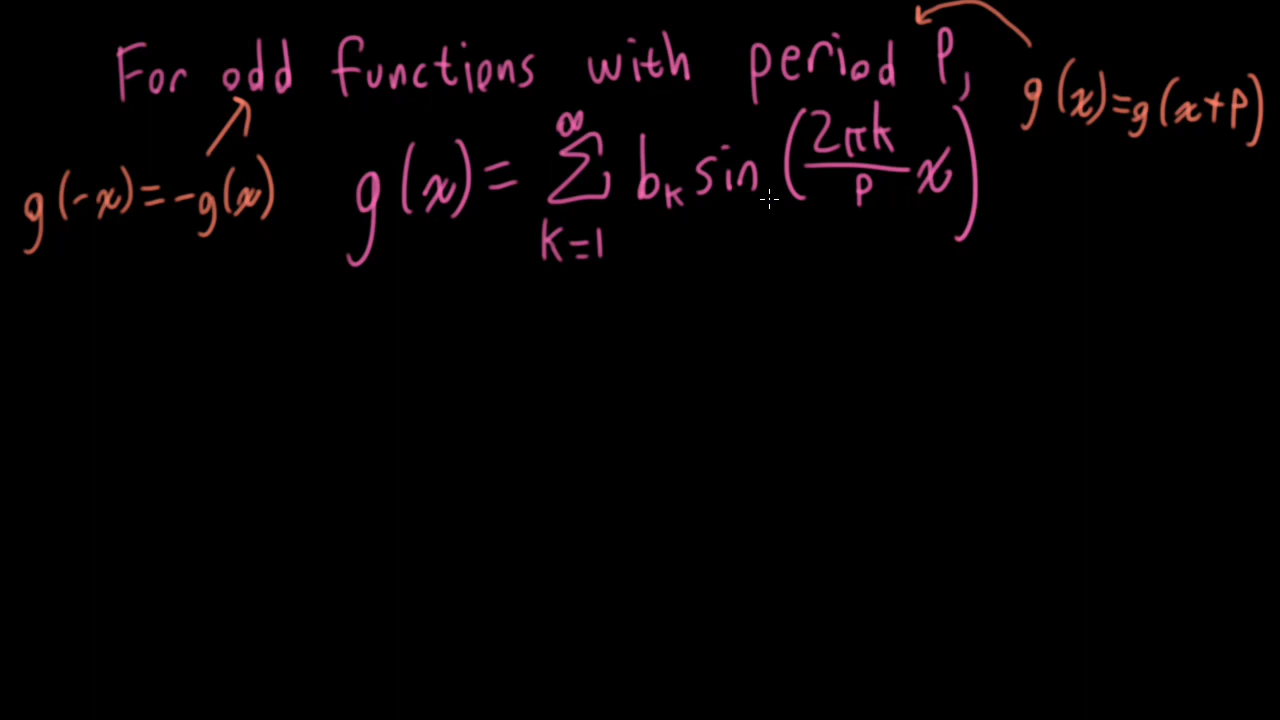 For odd functions with period P,
g(x)=g(x+P)
g(-x)=-g(x)
g(x)= ∞ Σ k=1 b_k sin(2πk/P x)